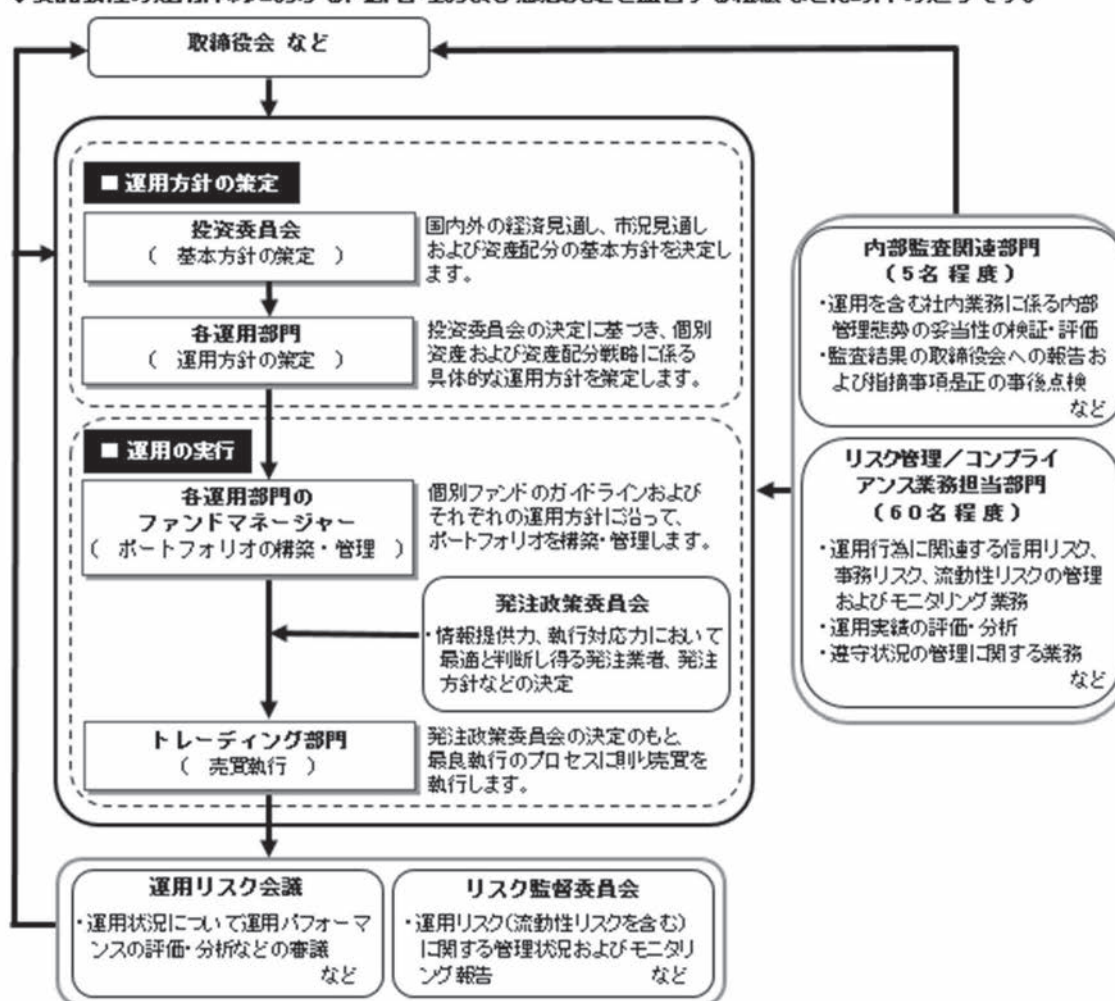 取締役会 など
■ 運用方針の策定
投資委員会
( 基本方針の策定 )
国内外の経済見通し、市況見通し
および資産配分の基本方針を決定し
ます。
各運用部門
( 運用方針の策定 )
投資委員会の決定に基づき、個別
資産および資産配分戦略に係る
具体的な運用方針を策定します。
■ 運用の実行
各運用部門の
ファンドマネージャー
( ポートフォリオの構築・管理 )
個別ファンドのガイドラインおよび
それぞれの運用方針に沿って、
ポートフォリオを構築・管理します。
発注政策委員会
・情報提供力、執行対応力において
最適と判断し得る発注業者、発注
方針などの決定
トレーディング部門
( 売買執行 )
発注政策委員会の決定のもと、
最良執行のプロセスに則り売買を
執行します。
内部監査関連部門
(5名程度)
・運用を含む社内業務に係る内部
管理態勢の妥当性の検証・評価
・監査結果の取締役会への報告お
よび指摘事項是正の事後点検
など
リスク管理/コンプライ
アンス業務担当部門
(60名程度)
・運用行為に関連する信用リスク、
事務リスク、流動性リスクの管理
およびモニタリング業務
・運用実績の評価・分析
・遵守状況の管理に関する業務
など
運用リスク会議
・運用状況について運用パフォーマ
ンスの評価・分析などの審議
など
リスク監督委員会
・運用リスク(流動性リスクを含む)
に関する管理状況およびモニタ
リング報告 など